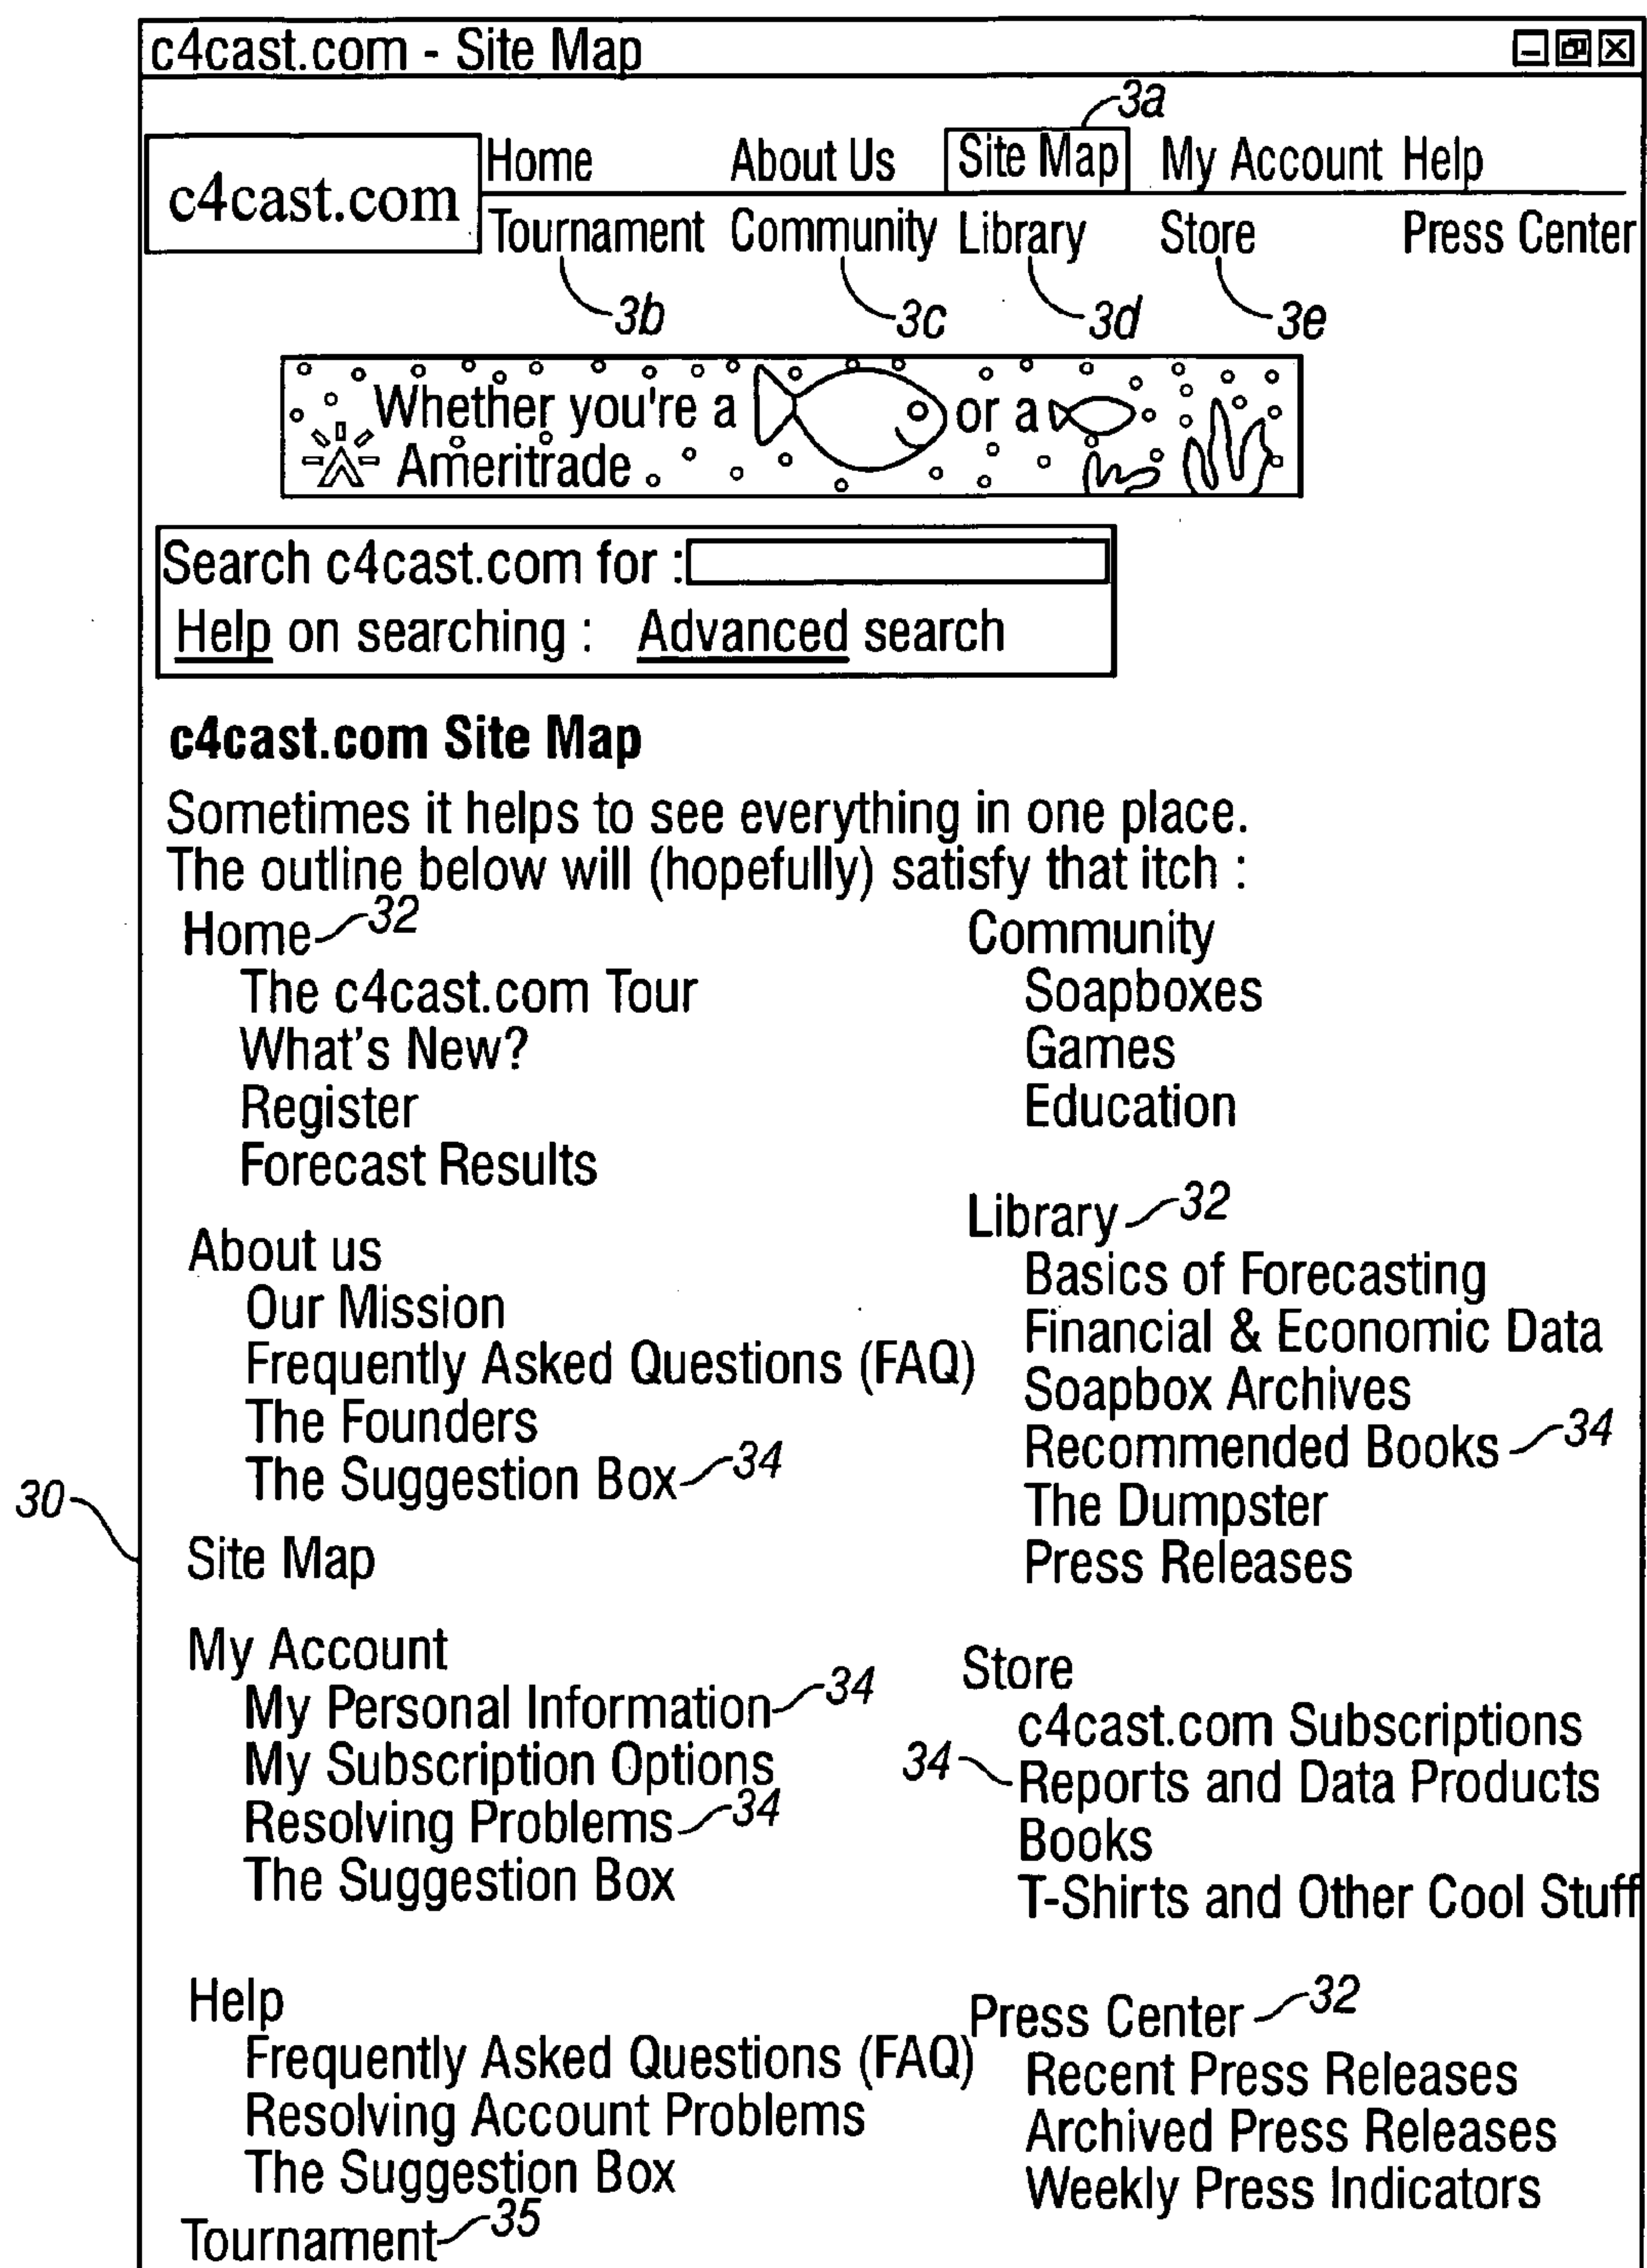 c4cast.com - Site Map
3a
c4cast.com
Home About Us Site Map My Account Help
Tournament Community Library Store Press Center
3b 3c 3d 3e
Whether you're a or a
Ameritrade
Search c4cast.com for :
Help on searching : Advanced search
c4cast.com Site Map
Sometimes it helps to see everything in one place.
The outline below will (hopefully) satisfy that itch :
Home 32
The c4cast.com Tour
What's New?
Register
Forecast Results
About us
Our Mission
Frequently Asked Questions (FAQ)
The Founders
The Suggestion Box 34
30
Site Map
My Account
My Personal Information 34
My Subscription Options
Resolving Problems 34
The Suggestion Box
Help
Frequently Asked Questions (FAQ)
Resolving Account Problems
The Suggestion Box
Tournament 35
Community
Soapboxes
Games
Education
Library 32
Basics of Forecasting
Financial & Economic Data
Soapbox Archives
Recommended Books 34
The Dumpster
Press Releases
Store
c4cast.com Subscriptions
34 Reports and Data Products
Books
T-Shirts and Other Cool Stuff
Press Center 32
Recent Press Releases
Archived Press Releases
Weekly Press Indicators